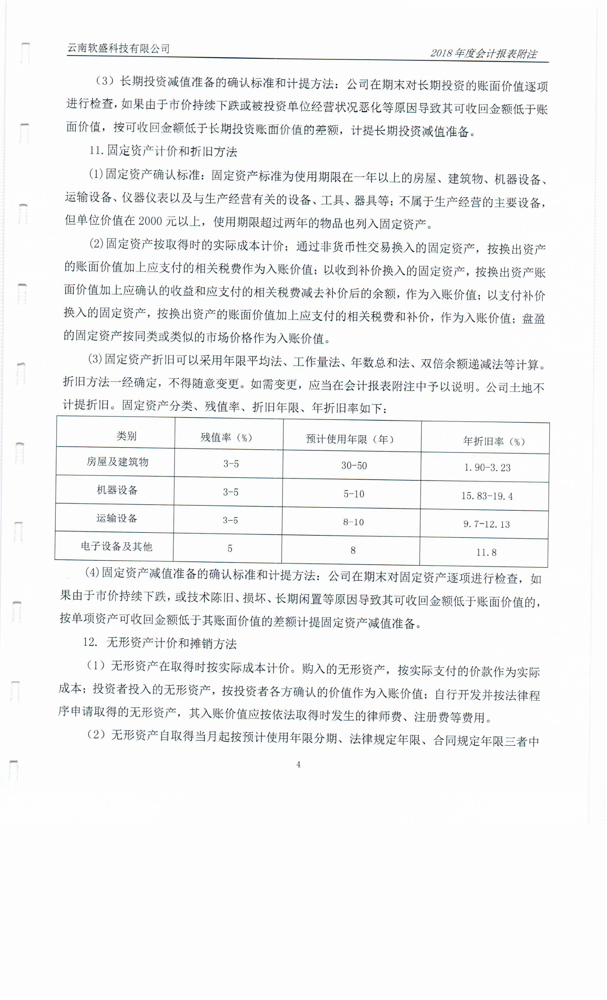 云南软盛科技有限公司
2018年度会计报表附注
（3）长期投资减值准备的确认标准和计提方法：公司在期末对长期投资的账面价值逐项
进行检查，如果由于市价持续下跌或被投资单位经营状况恶化等原因导致其可收回金额低于账
面价值，按可收回金额低于长期投资账面价值的差额，计提长期投资减值准备。
11.固定资产计价和折旧方法
(1)固定资产确认标准：固定资产标准为使用期限在一年以上的房屋、建筑物、机器设备、
运输设备、仪器仪表以及与生产经营有关的设备、工具、器具等；不属于生产经营的主要设备，
但单位价值在 2000 元以上，使用期限超过两年的物品也列入固定资产。
(2)固定资产按取得时的实际成本计价；通过非货币性交易换入的固定资产，按换出资产
的账面价值加上应支付的相关税费作为入账价值；以收到补价换入的固定资产，按换出资产账
面价值加上应确认的收益和应支付的相关税费减去补价后的余额，作为入账价值；以支付补价
换入的固定资产，按换出资产的账面价值加上应支付的相关税费和补价，作为入账价值；盘盈
的固定资产按同类或类似的市场价格作为入账价值。
(3)固定资产折旧可以采用年限平均法、工作量法、年数总和法、双倍余额递减法等计算。
折旧方法一经确定，不得随意变更。如需变更，应当在会计报表附注中予以说明。公司土地不
计提折旧。固定资产分类、残值率、折旧年限、年折旧率如下：
类别 残值率（%） 预计使用年限（年） 年折旧率（%）
房屋及建筑物 3-5 30-50 1.90-3.23
机器设备 3-5 5-10 15.83-19.4
运输设备 3-5 8-10 9.7-12.13
电子设备及其他 5 8 11.8
(4)固定资产减值准备的确认标准和计提方法：公司在期末对固定资产逐项进行检查，如
果由于市价持续下跌，或技术陈旧、损坏、长期闲置等原因导致其可收回金额低于账面价值的，
按单项资产可收回金额低于其账面价值的差额计提固定资产减值准备。
12. 无形资产计价和摊销方法
（1）无形资产在取得时按实际成本计价。购入的无形资产，按实际支付的价款作为实际
成本；投资者投入的无形资产，按投资者各方确认的价值作为入账价值；自行开发并按法律程
序申请取得的无形资产，其入账价值应按依法取得时发生的律师费、注册费等费用。
（2）无形资产自取得当月起按预计使用年限分期、法律规定年限、合同规定年限三者中
4